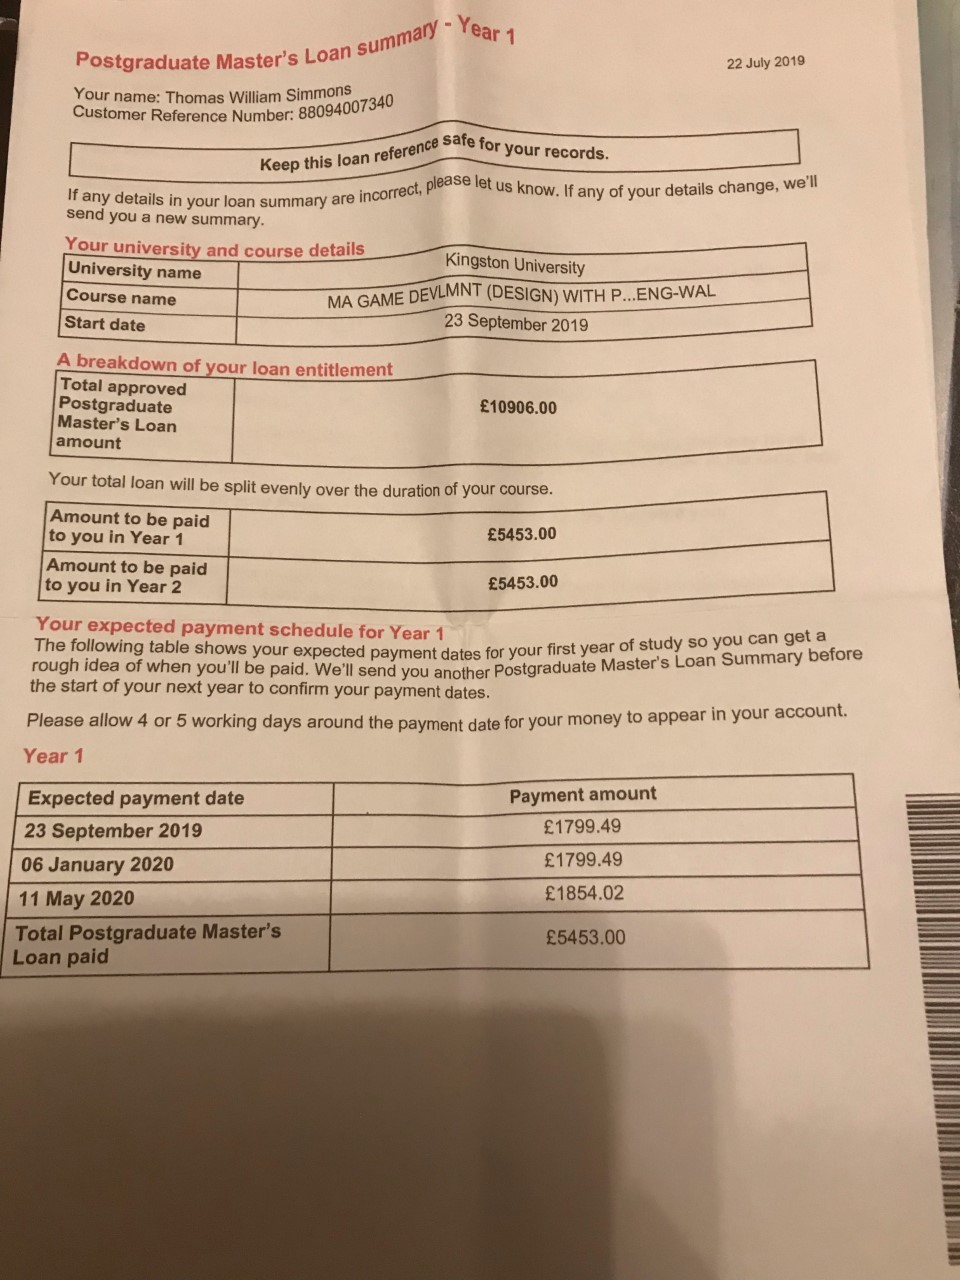 Postgraduate Master's Loan summary - Year 1
22 July 2019
Your name: Thomas William Simmons
Customer Reference Number: 88094007340
Keep this loan reference safe for your records.
If any details in your loan summary are incorrect, please let us know. If any of your details change, we'll
send you a new summary.
Your university and course details
University name Kingston University
Course name MA GAME DEVLMNT (DESIGN) WITH P...ENG-WAL
Start date 23 September 2019
A breakdown of your loan entitlement
Total approved
Postgraduate
Master's Loan
amount
£10906.00
Your total loan will be split evenly over the duration of your course.
Amount to be paid
to you in Year 1
£5453.00
Amount to be paid
to you in Year 2
£5453.00
Your expected payment schedule for Year 1
The following table shows your expected payment dates for your first year of study so you can get a
rough idea of when you'll be paid. We'll send you another Postgraduate Master's Loan Summary before
the start of your next year to confirm your payment dates.
Please allow 4 or 5 working days around the payment date for your money to appear in your account.
Year 1
Expected payment date Payment amount
23 September 2019 £1799.49
06 January 2020 £1799.49
11 May 2020 £1854.02
Total Postgraduate Master's
Loan paid
£5453.00